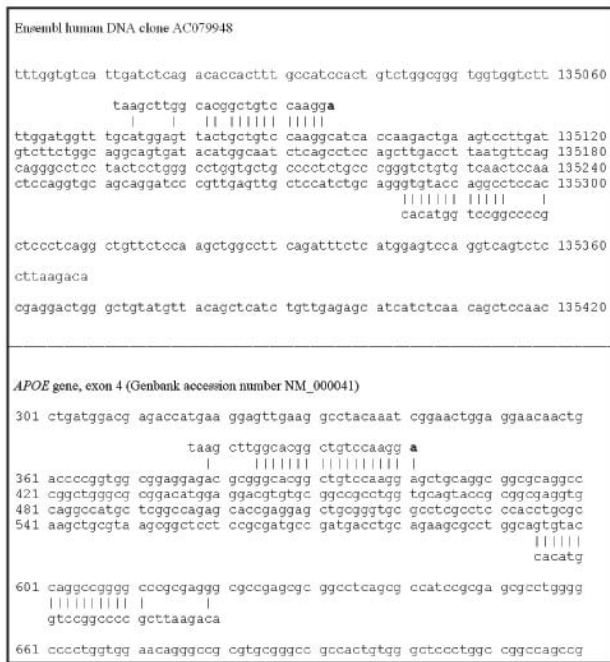 Ensembl human DNA clone AC079948
tttggtgtca ttgatctcag acaccacttt gccatccact gtctggcggg tggtggtctt 135060
taagcttgg cacggctgtc caagga
| | || |||||| |||||
ttggatggtt tgcatggagt tactgctgtc caaggcatca ccaagactga aagtccttgat 135120
gtcttctggc aggcagtgat acatggcaat ctcagcctcc agcttgacct taatgttcag 135180
cagggcctcc tactcctggg cctggtgctg cccctctgcc cgggtctgtg tcaactccaa 135240
ctccaggtgc agcaggatcc cgttgagttg ctccatctgc agggtgtacc aggcctccac 135300
||||||| ||||| |
cacatgg tccggccccg
ctccctcagg ctgttctcca agctggcctt cagatttctc atggagtcca ggtcagtctc 135360
cttaagaca
cgaggactgg gctgtatgtt acagctcatc tgttgagagc atcatctcaa cagctccaac 135420
APOE gene, exon 4 (Genbank accession number NM_000041)
301 ctgatggacg agaccatgaa ggagttgaag gcctacaaat cggaactgga ggaacaactg
taag cttggcacgg ctgtccaagg a
| ||||||| |||||||||| |
361 accccggtgg cggaggagac gcgggcacgg ctgtccaagg agctgcaggc ggcgcaggcc
421 cggctgggcg cggacatgga ggacgtgtgc ggccgcctgg tgcagtaccg cggcgaggtg
481 caggccatgc tcggccagag caccgaggag ctgcgggtgc gcctcgcctc ccacctgcgc
541 aagctgcgta agcggctcct ccgcgatgcc gatgacctgc agaagcgcct ggcagtgtac
||||||
cacatg
601 caggccgggg cccgcgaggg cgccgagcgc ggcctcagcg ccatccgcga gcgcctgggg
|||||||||| | |
gtccggcccc gcttaagaca
661 cccctggtgg aacagggccg cgtgcgggcc gccactgtgg gctccctggc cggccagccg